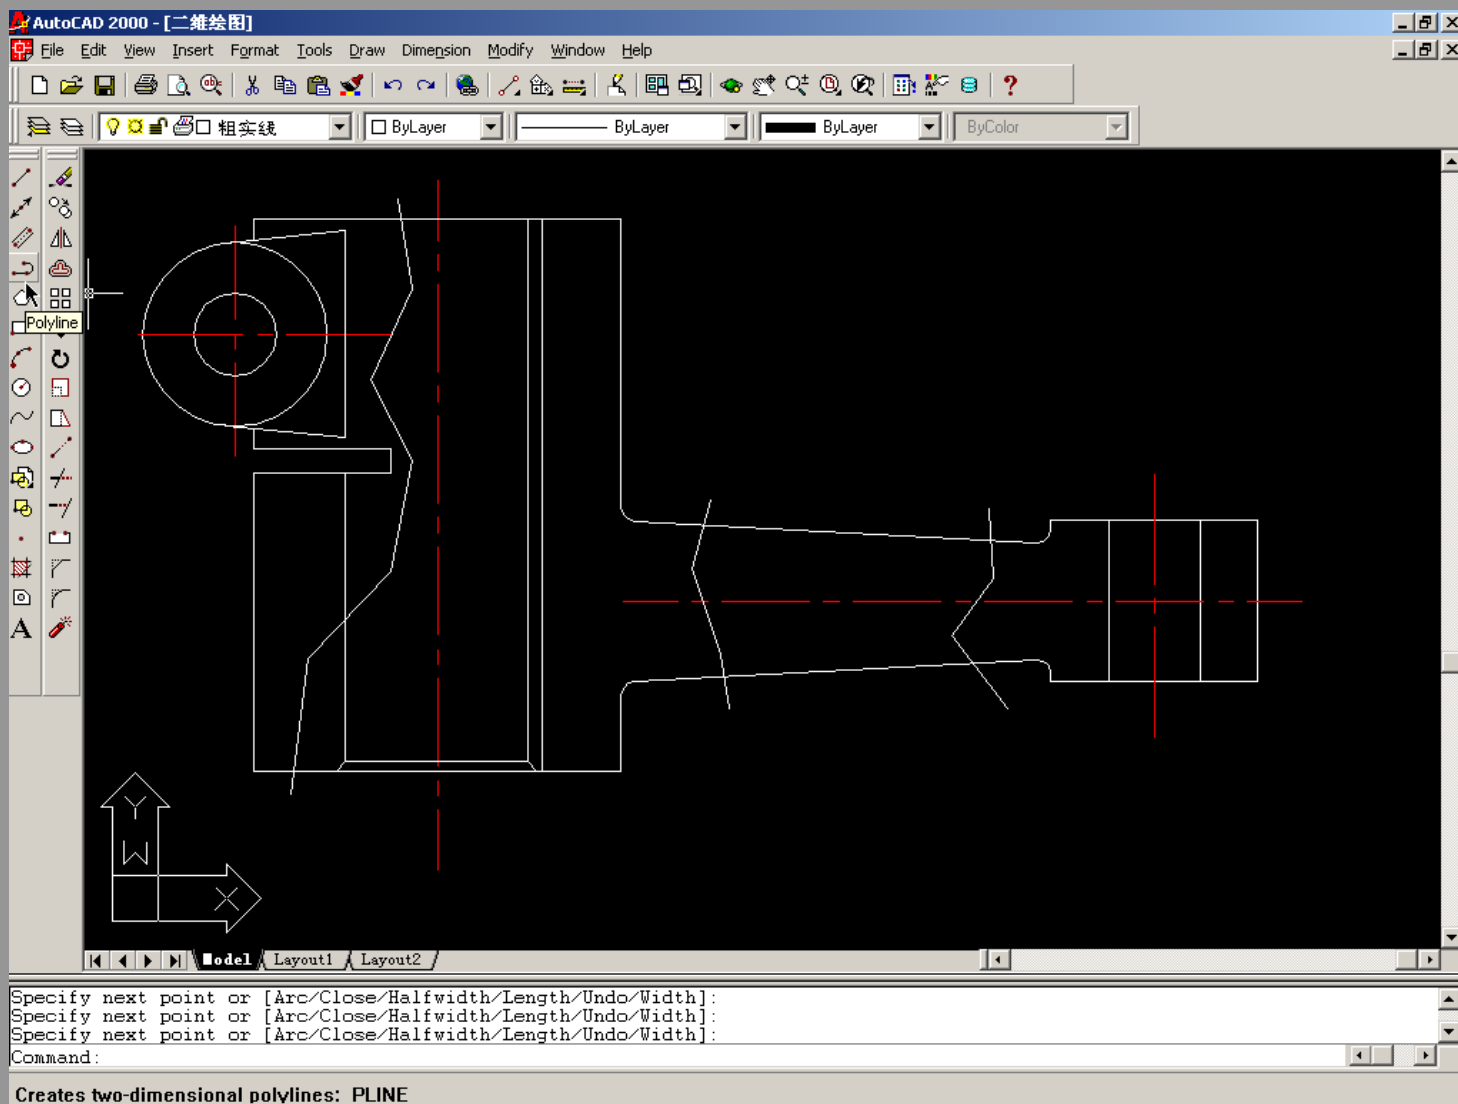 AutoCAD 2000 - [二维绘图]
File Edit View Insert Format Tools Draw Dimension Modify Window Help
粗实线 ByLayer ByLayer ByLayer ByColor
Polyline
A
Y
W
X
Model Layout1 Layout2
Specify next point or [Arc/Close/Halfwidth/Length/Undo/Width]:
Specify next point or [Arc/Close/Halfwidth/Length/Undo/Width]:
Specify next point or [Arc/Close/Halfwidth/Length/Undo/Width]:
Command:
Creates two-dimensional polylines: PLINE